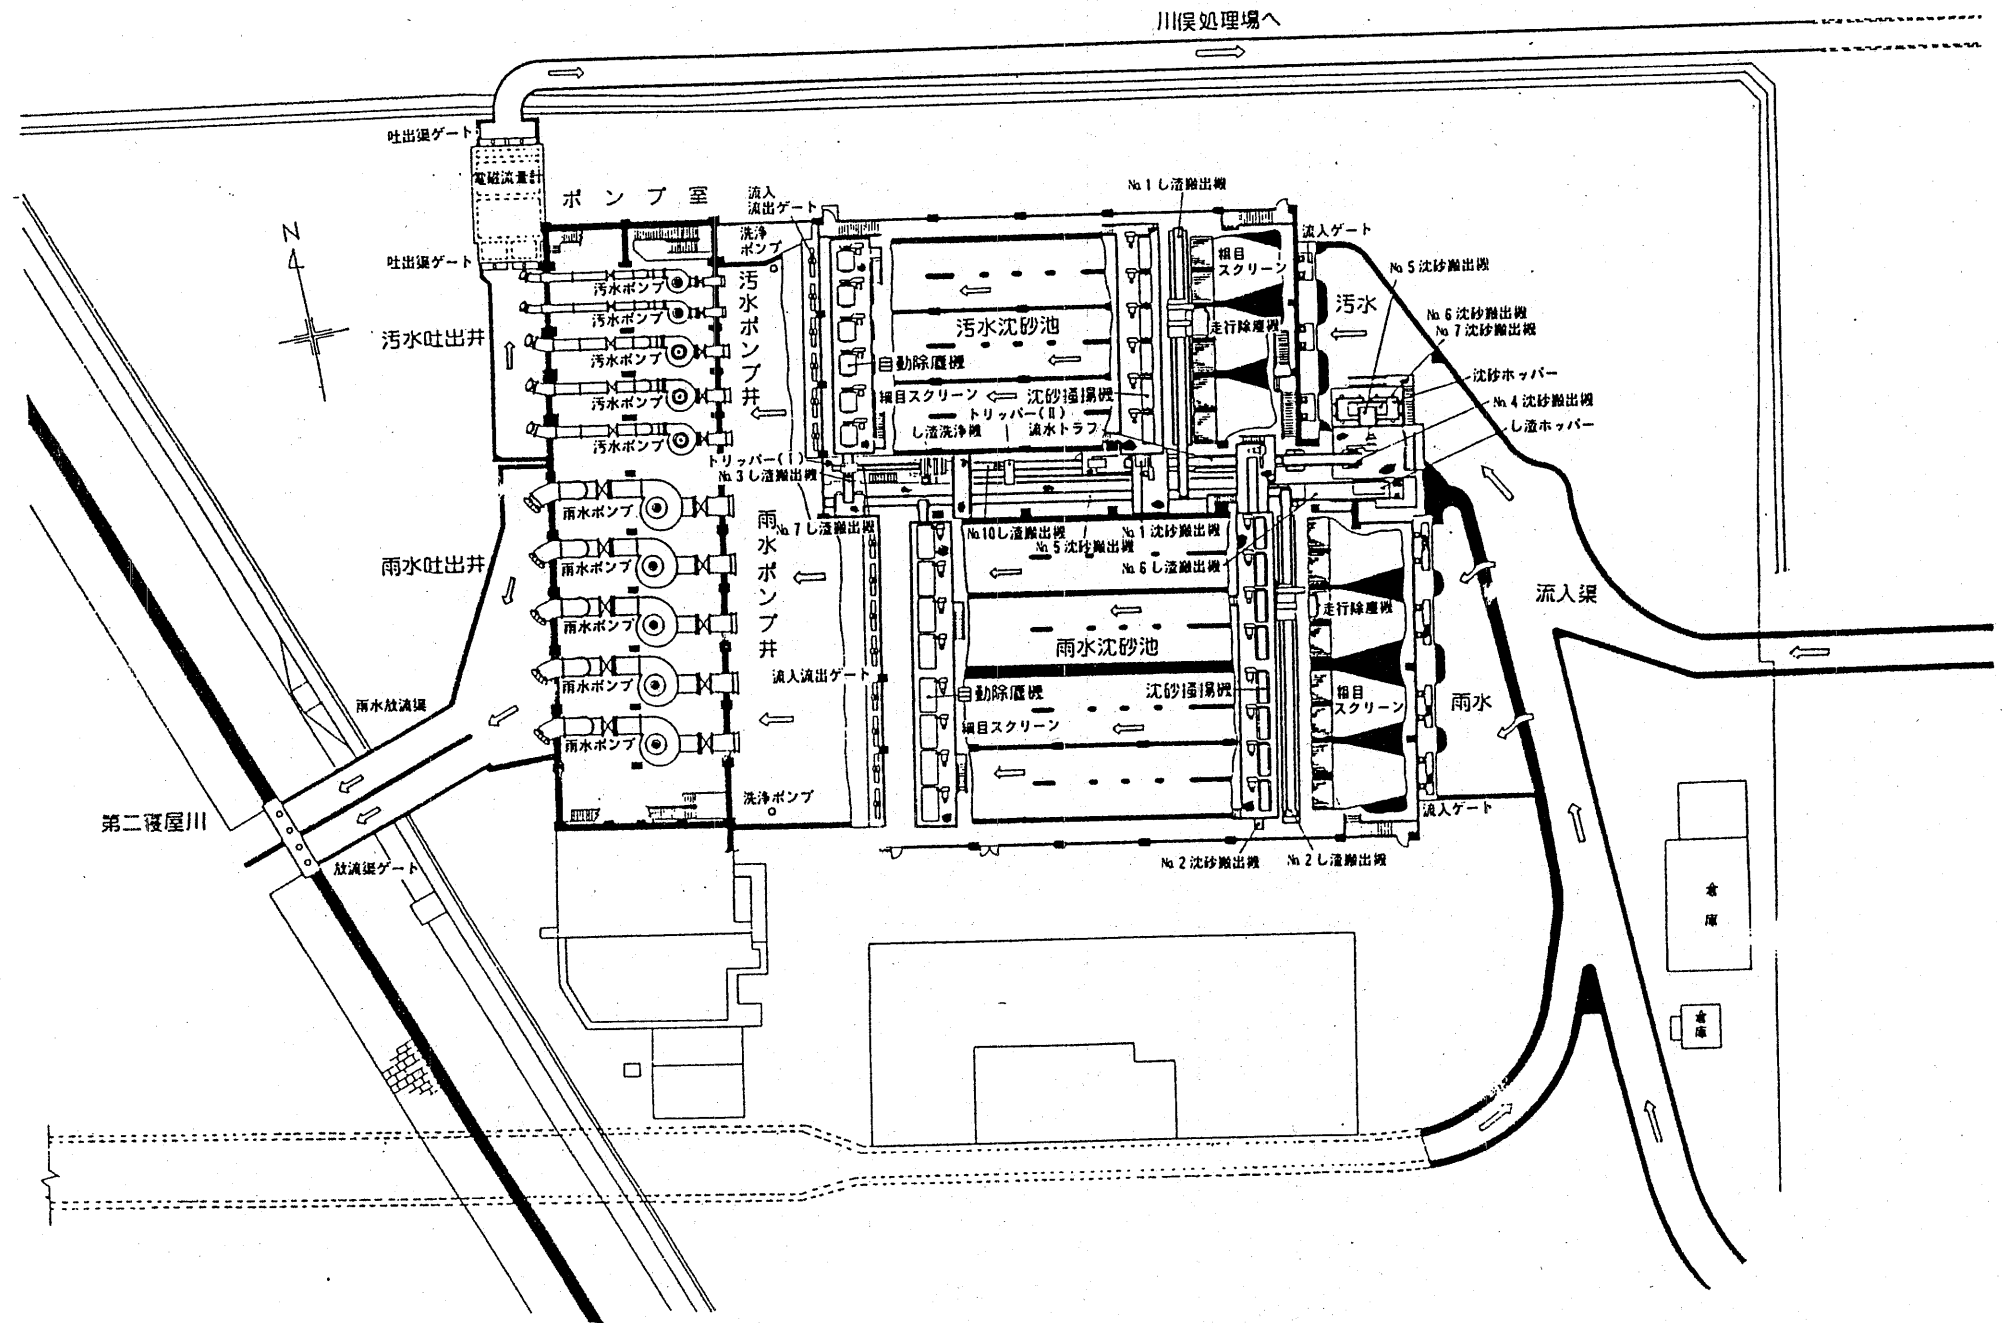 川俣処理場へ
吐出渠ゲート
電磁流量計
ポンプ室
流入
流出ゲート
No.1し渣搬出機
N
洗浄
ポンプ
流入ゲート
粗目
スクリーン
No.5沈砂搬出機
吐出渠ゲート
汚水ポンプ
汚水ポンプ
汚水ポンプ
汚水ポンプ
汚水ポンプ
汚水ポンプ井
汚水吐出井
汚水沈砂池
走行除塵機
汚水
No.6沈砂搬出機
No.7沈砂搬出機
自動除塵機
沈砂ホッパー
細目スクリーン
沈砂掻揚機
No.4沈砂搬出機
トリッパー(Ⅱ)
し渣洗浄機
流水トラフ
し渣ホッパー
トリッパー(Ⅰ)
No.3し渣搬出機
雨水ポンプ
雨水ポンプ
雨水ポンプ
雨水ポンプ
雨水ポンプ
雨水ポンプ井
No.7し渣搬出機
No.10し渣搬出機
No.1沈砂搬出機
No.5沈砂搬出機
No.6し渣搬出機
雨水吐出井
流入渠
走行除塵機
雨水沈砂池
流入流出ゲート
自動除塵機
沈砂掻揚機
粗目
スクリーン
雨水
雨水放流渠
細目スクリーン
洗浄ポンプ
流入ゲート
第二寝屋川
放流渠ゲート
No.2沈砂搬出機
No.2し渣搬出機
倉庫
倉庫